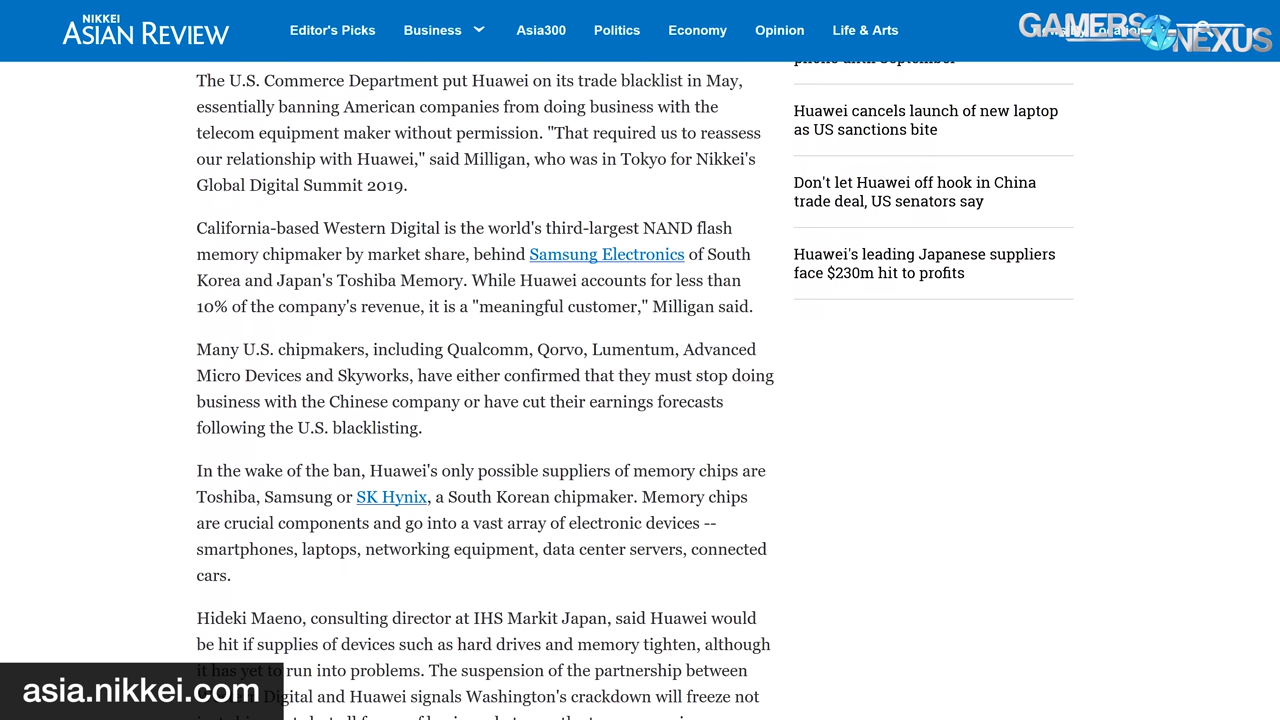 NIKKEI
ASIAN REVIEW
Editor's Picks Business Asia300 Politics Economy Opinion Life & Arts
GAMERS NEXUS
The U.S. Commerce Department put Huawei on its trade blacklist in May,
essentially banning American companies from doing business with the
telecom equipment maker without permission. "That required us to reassess
our relationship with Huawei," said Milligan, who was in Tokyo for Nikkei's
Global Digital Summit 2019.
California-based Western Digital is the world's third-largest NAND flash
memory chipmaker by market share, behind Samsung Electronics of South
Korea and Japan's Toshiba Memory. While Huawei accounts for less than
10% of the company's revenue, it is a "meaningful customer," Milligan said.
Many U.S. chipmakers, including Qualcomm, Qorvo, Lumentum, Advanced
Micro Devices and Skyworks, have either confirmed that they must stop doing
business with the Chinese company or have cut their earnings forecasts
following the U.S. blacklisting.
In the wake of the ban, Huawei's only possible suppliers of memory chips are
Toshiba, Samsung or SK Hynix, a South Korean chipmaker. Memory chips
are crucial components and go into a vast array of electronic devices --
smartphones, laptops, networking equipment, data center servers, connected
cars.
Hideki Maeno, consulting director at IHS Markit Japan, said Huawei would
be hit if supplies of devices such as hard drives and memory tighten, although
it has yet to run into problems. The suspension of the partnership between
Digital and Huawei signals Washington's crackdown will freeze not
phone until September
Huawei cancels launch of new laptop
as US sanctions bite
Don't let Huawei off hook in China
trade deal, US senators say
Huawei's leading Japanese suppliers
face $230m hit to profits
asia.nikkei.com